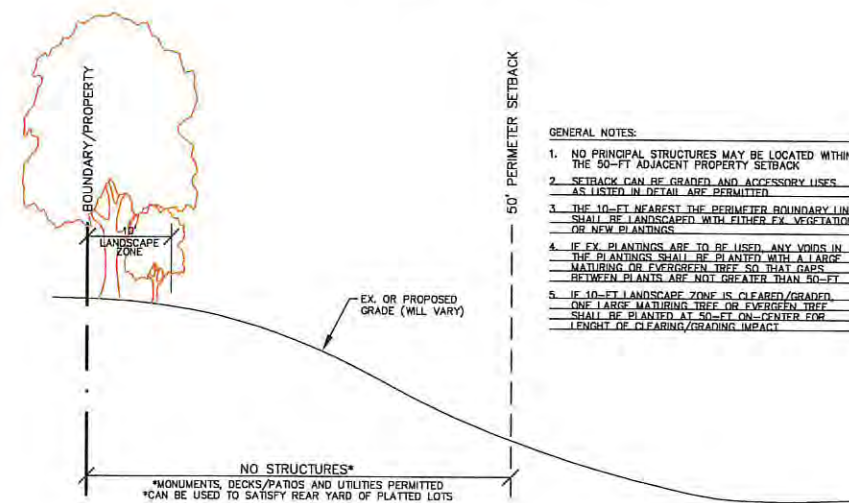 BOUNDARY/PROPERTY
10'
LANDSCAPE
ZONE
50' PERIMETER SETBACK
EX. OR PROPOSED
GRADE (WILL VARY)
NO STRUCTURES*
*MONUMENTS, DECKS/PATIOS AND UTILITIES PERMITTED
*CAN BE USED TO SATISFY REAR YARD OF PLATTED LOTS
GENERAL NOTES:
1. NO PRINCIPAL STRUCTURES MAY BE LOCATED WITHIN
THE 50-FT ADJACENT PROPERTY SETBACK
2. SETBACK CAN BE GRADED AND ACCESSORY USES
AS LISTED IN DETAIL ARE PERMITTED
3. THE 10-FT NEAREST THE PERIMETER BOUNDARY LIN
SHALL BE LANDSCAPED WITH EITHER EX. VEGETATIO
OR NEW PLANTINGS
4. IF EX. PLANTINGS ARE TO BE USED, ANY VOIDS IN
THE PLANTINGS SHALL BE PLANTED WITH A LARGE
MATURING OR EVERGREEN TREE SO THAT GAPS
BETWEEN PLANTS ARE NOT GREATER THAN 50-FT
5. IF 10-FT LANDSCAPE ZONE IS CLEARED/GRADED,
ONE LARGE MATURING TREE OR EVERGEEN TREE
SHALL BE PLANTED AT 50-FT ON-CENTER FOR
LENGHT OF CLEARING/GRADING IMPACT